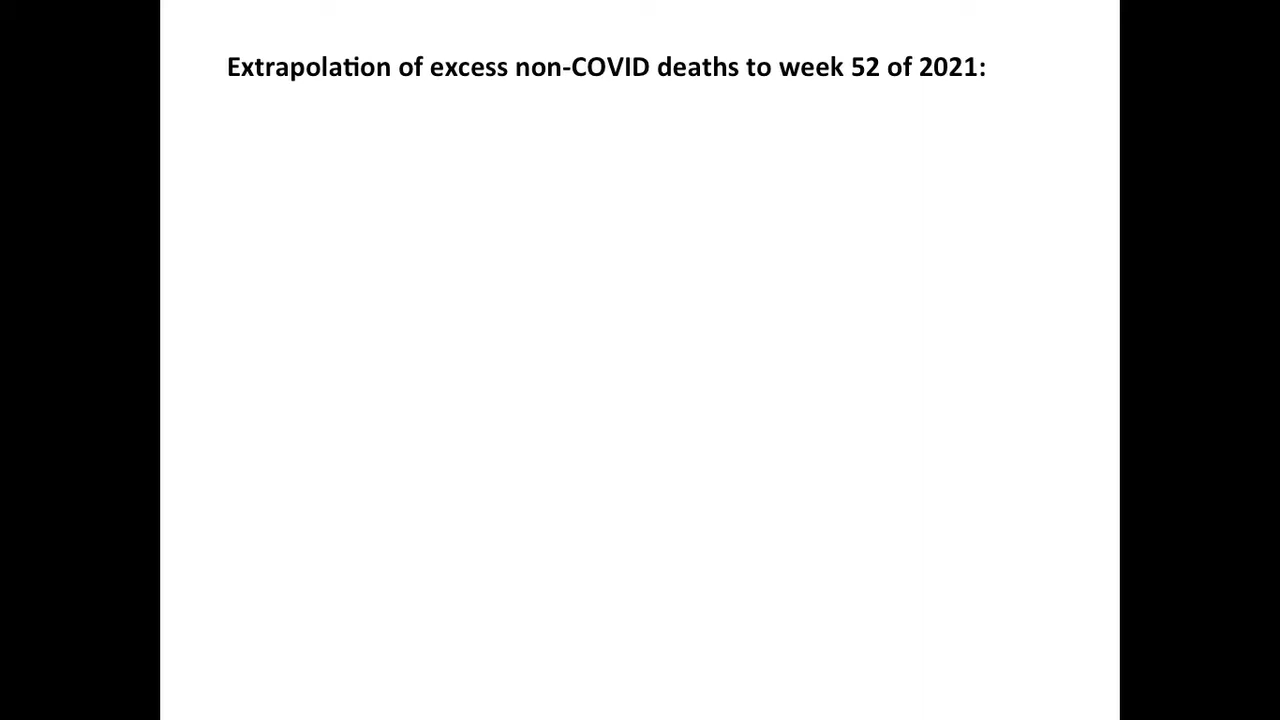 Extrapolation of excess non-COVID deaths to week 52 of 2021: